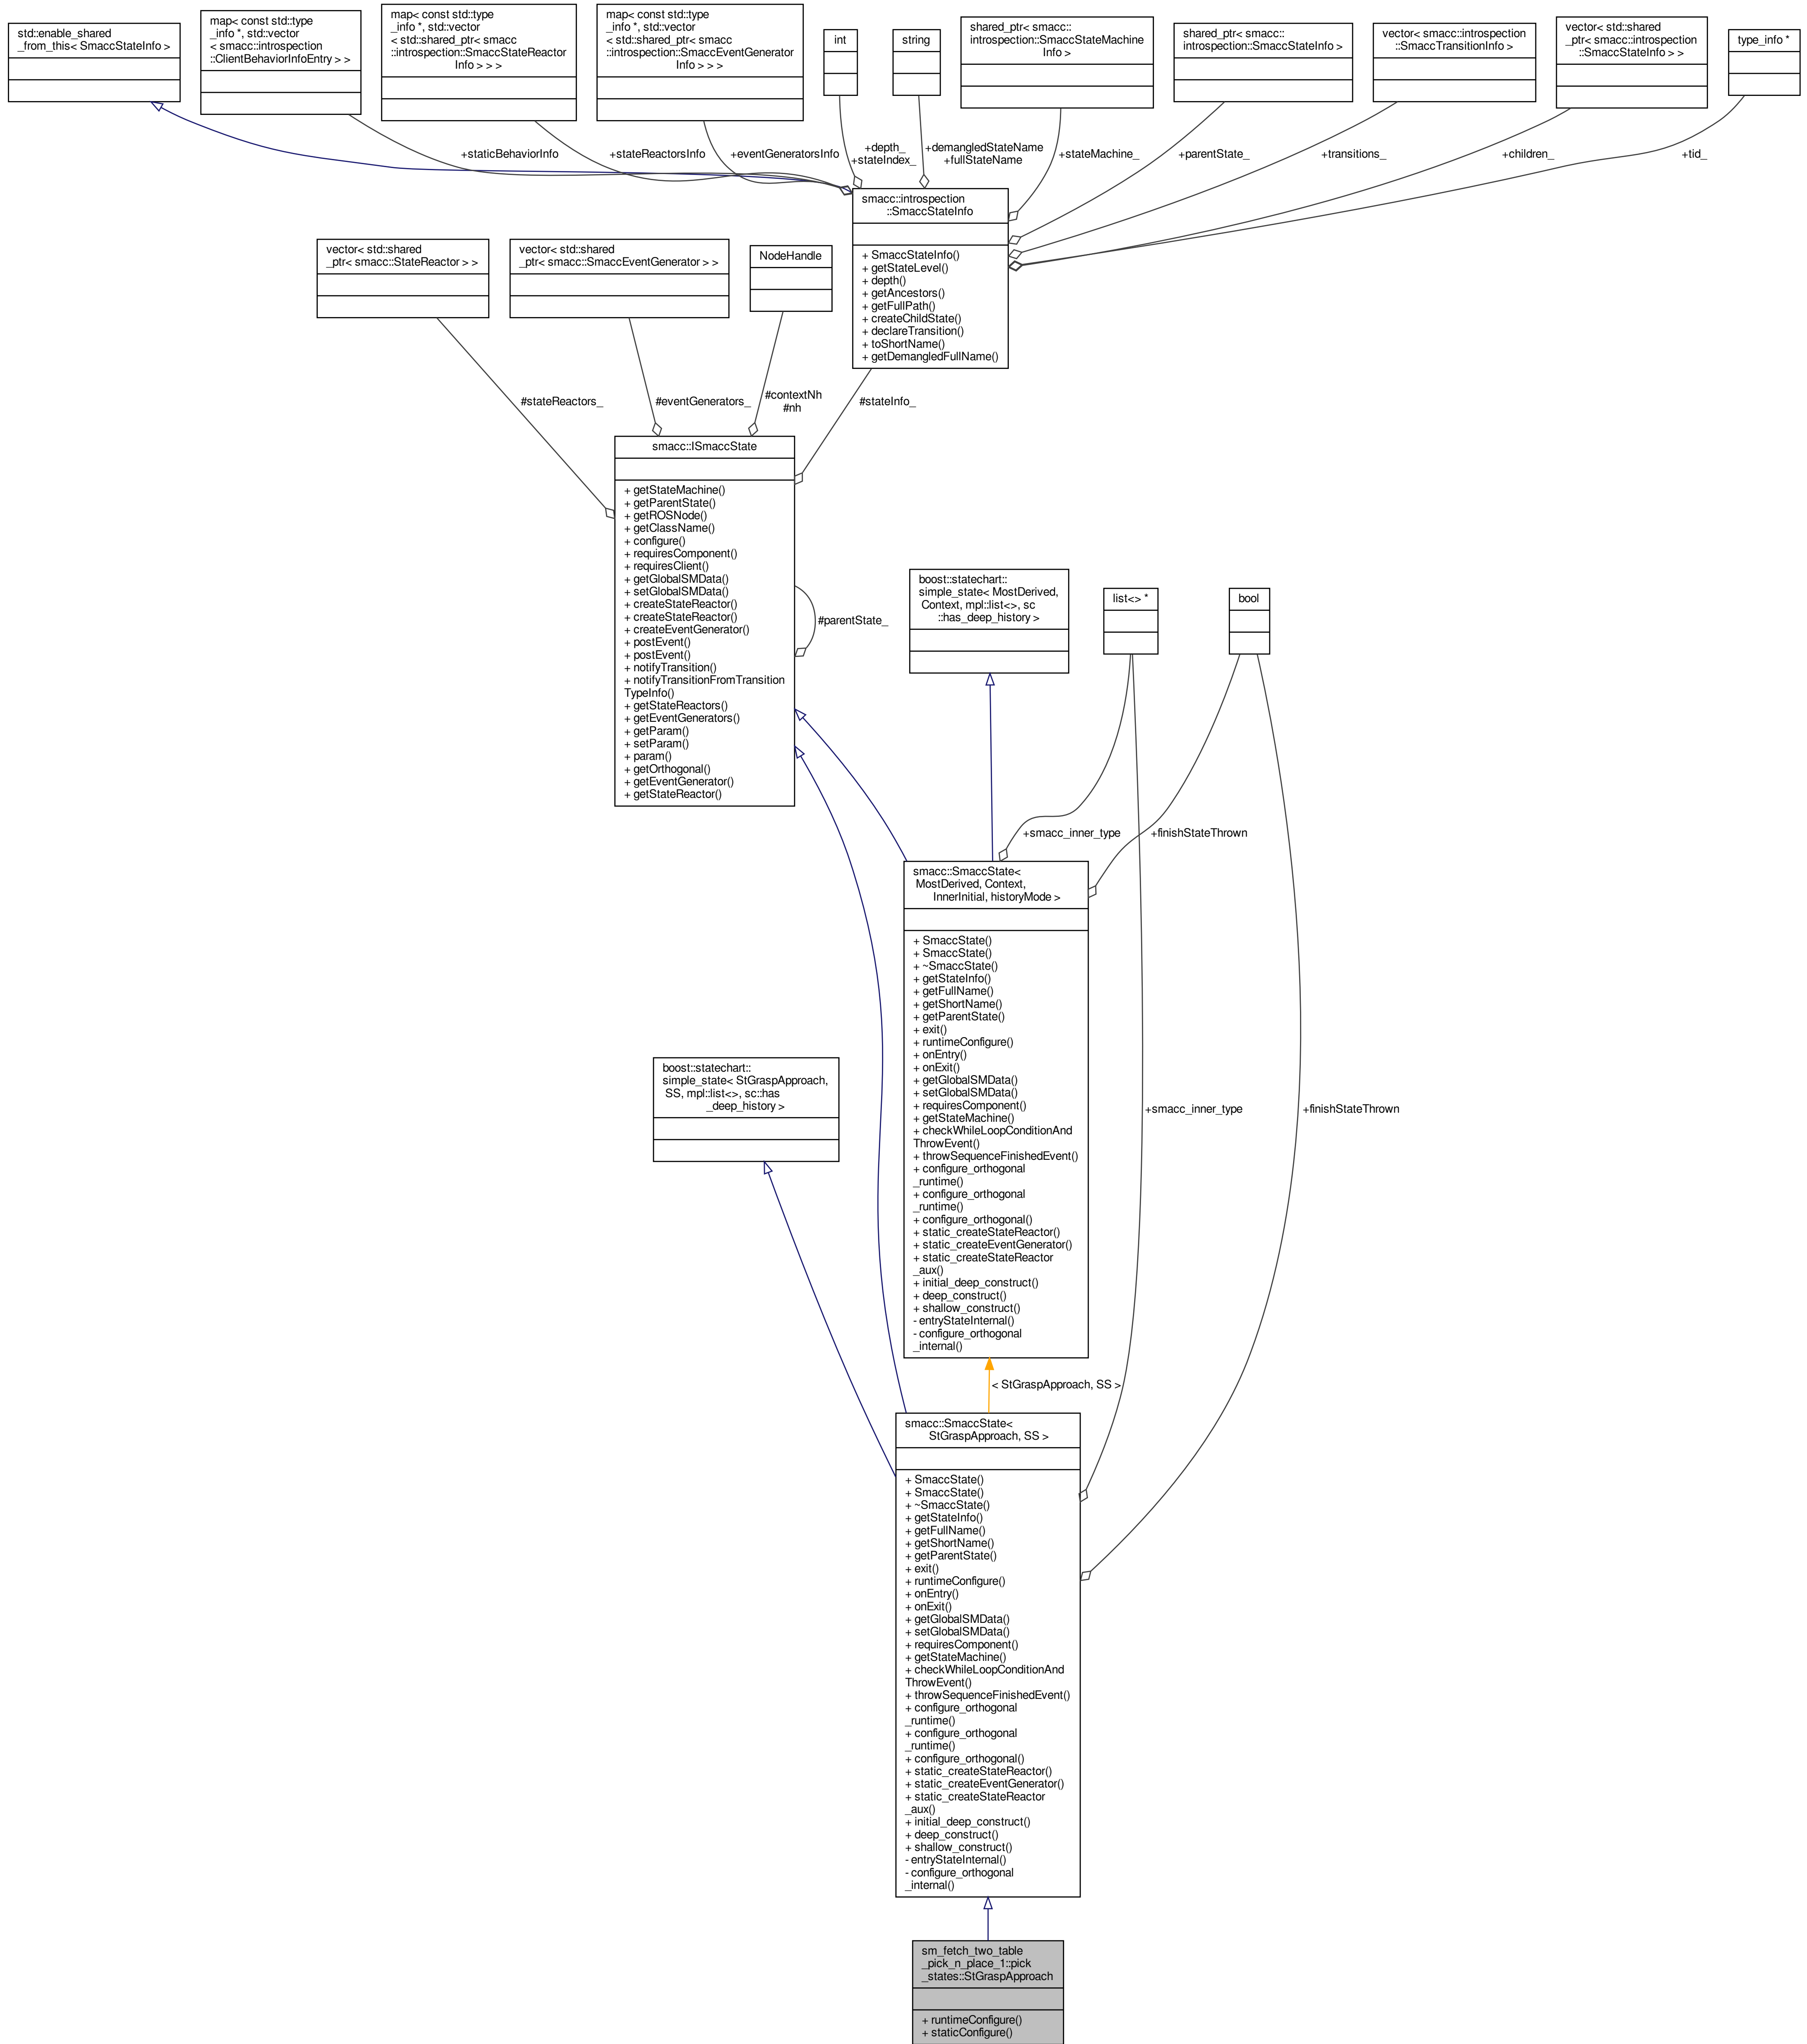 std::enable_shared
_from_this< SmaccStateInfo >
map< const std::type
_info *, std::vector
< smacc::introspection
::ClientBehaviorInfoEntry > >
map< const std::type
_info *, std::vector
< std::shared_ptr< smacc
::introspection::SmaccStateReactor
Info > > >
map< const std::type
_info *, std::vector
< std::shared_ptr< smacc
::introspection::SmaccEventGenerator
Info > > >
int
string
shared_ptr< smacc::
introspection::SmaccStateMachine
Info >
shared_ptr< smacc::
introspection::SmaccStateInfo >
vector< smacc::introspection
::SmaccTransitionInfo >
vector< std::shared
_ptr< smacc::introspection
::SmaccStateInfo > >
type_info *
+staticBehaviorInfo
+stateReactorsInfo
+eventGeneratorsInfo
+depth_
+stateIndex_
+demangledStateName
+fullStateName
+stateMachine_
+parentState_
+transitions_
+children_
+tid_
smacc::introspection
::SmaccStateInfo
+ SmaccStateInfo()
+ getStateLevel()
+ depth()
+ getAncestors()
+ getFullPath()
+ createChildState()
+ declareTransition()
+ toShortName()
+ getDemangledFullName()
vector< std::shared
_ptr< smacc::StateReactor > >
vector< std::shared
_ptr< smacc::SmaccEventGenerator > >
NodeHandle
#stateReactors_
#eventGenerators_
#contextNh
#nh
#stateInfo_
smacc::ISmaccState
+ getStateMachine()
+ getParentState()
+ getROSNode()
+ getClassName()
+ configure()
+ requiresComponent()
+ requiresClient()
+ getGlobalSMData()
+ setGlobalSMData()
+ createStateReactor()
+ createStateReactor()
+ createEventGenerator()
+ postEvent()
+ postEvent()
+ notifyTransition()
+ notifyTransitionFromTransition
TypeInfo()
+ getStateReactors()
+ getEventGenerators()
+ getParam()
+ setParam()
+ param()
+ getOrthogonal()
+ getEventGenerator()
+ getStateReactor()
#parentState_
boost::statechart::
simple_state< MostDerived,
Context, mpl::list<>, sc
::has_deep_history >
list<> *
bool
+smacc_inner_type
+finishStateThrown
smacc::SmaccState<
MostDerived, Context,
InnerInitial, historyMode >
+ SmaccState()
+ SmaccState()
+ ~SmaccState()
+ getStateInfo()
+ getFullName()
+ getShortName()
+ getParentState()
+ exit()
+ runtimeConfigure()
+ onEntry()
+ onExit()
+ getGlobalSMData()
+ setGlobalSMData()
+ requiresComponent()
+ getStateMachine()
+ checkWhileLoopConditionAnd
ThrowEvent()
+ throwSequenceFinishedEvent()
+ configure_orthogonal
_runtime()
+ configure_orthogonal
_runtime()
+ configure_orthogonal()
+ static_createStateReactor()
+ static_createEventGenerator()
+ static_createStateReactor
_aux()
+ initial_deep_construct()
+ deep_construct()
+ shallow_construct()
- entryStateInternal()
- configure_orthogonal
_internal()
boost::statechart::
simple_state< StGraspApproach,
SS, mpl::list<>, sc::has
_deep_history >
+smacc_inner_type
+finishStateThrown
< StGraspApproach, SS >
smacc::SmaccState<
StGraspApproach, SS >
+ SmaccState()
+ SmaccState()
+ ~SmaccState()
+ getStateInfo()
+ getFullName()
+ getShortName()
+ getParentState()
+ exit()
+ runtimeConfigure()
+ onEntry()
+ onExit()
+ getGlobalSMData()
+ setGlobalSMData()
+ requiresComponent()
+ getStateMachine()
+ checkWhileLoopConditionAnd
ThrowEvent()
+ throwSequenceFinishedEvent()
+ configure_orthogonal
_runtime()
+ configure_orthogonal
_runtime()
+ configure_orthogonal()
+ static_createStateReactor()
+ static_createEventGenerator()
+ static_createStateReactor
_aux()
+ initial_deep_construct()
+ deep_construct()
+ shallow_construct()
- entryStateInternal()
- configure_orthogonal
_internal()
sm_fetch_two_table
_pick_n_place_1::pick
_states::StGraspApproach
+ runtimeConfigure()
+ staticConfigure()